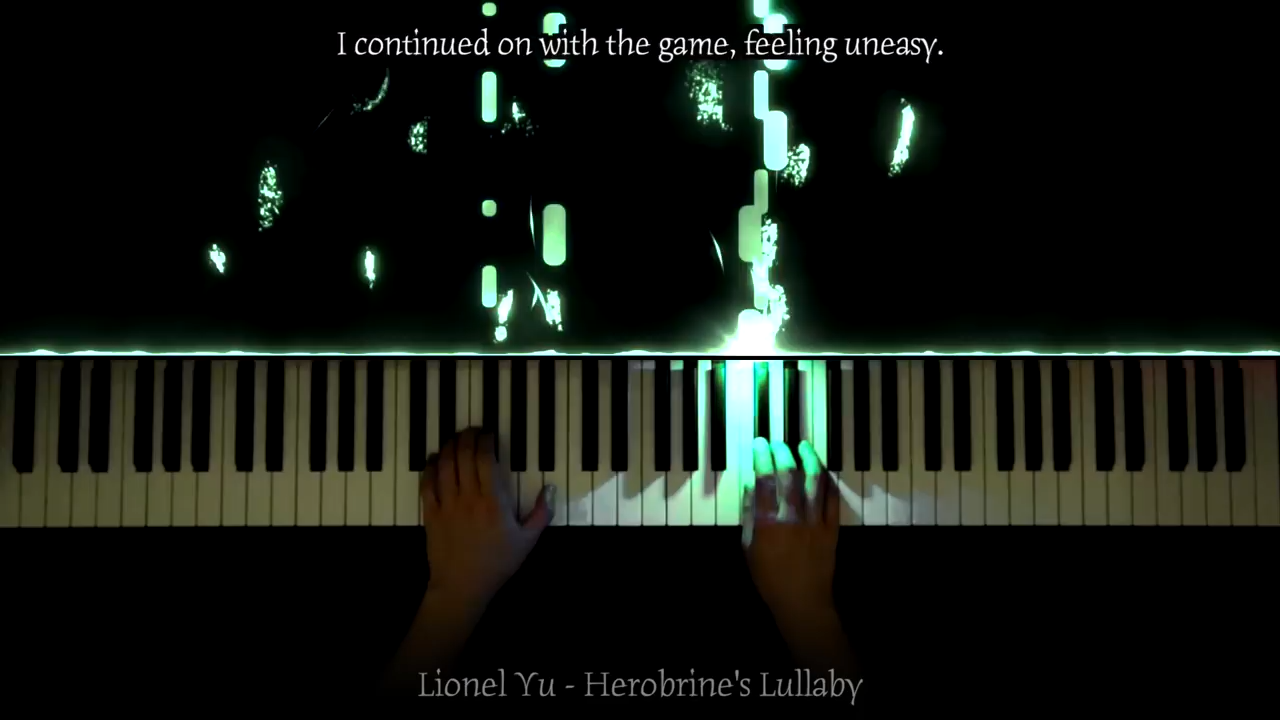 I continued on with the game, feeling uneasy.
Lionel Yu - Herobrine's Lullaby